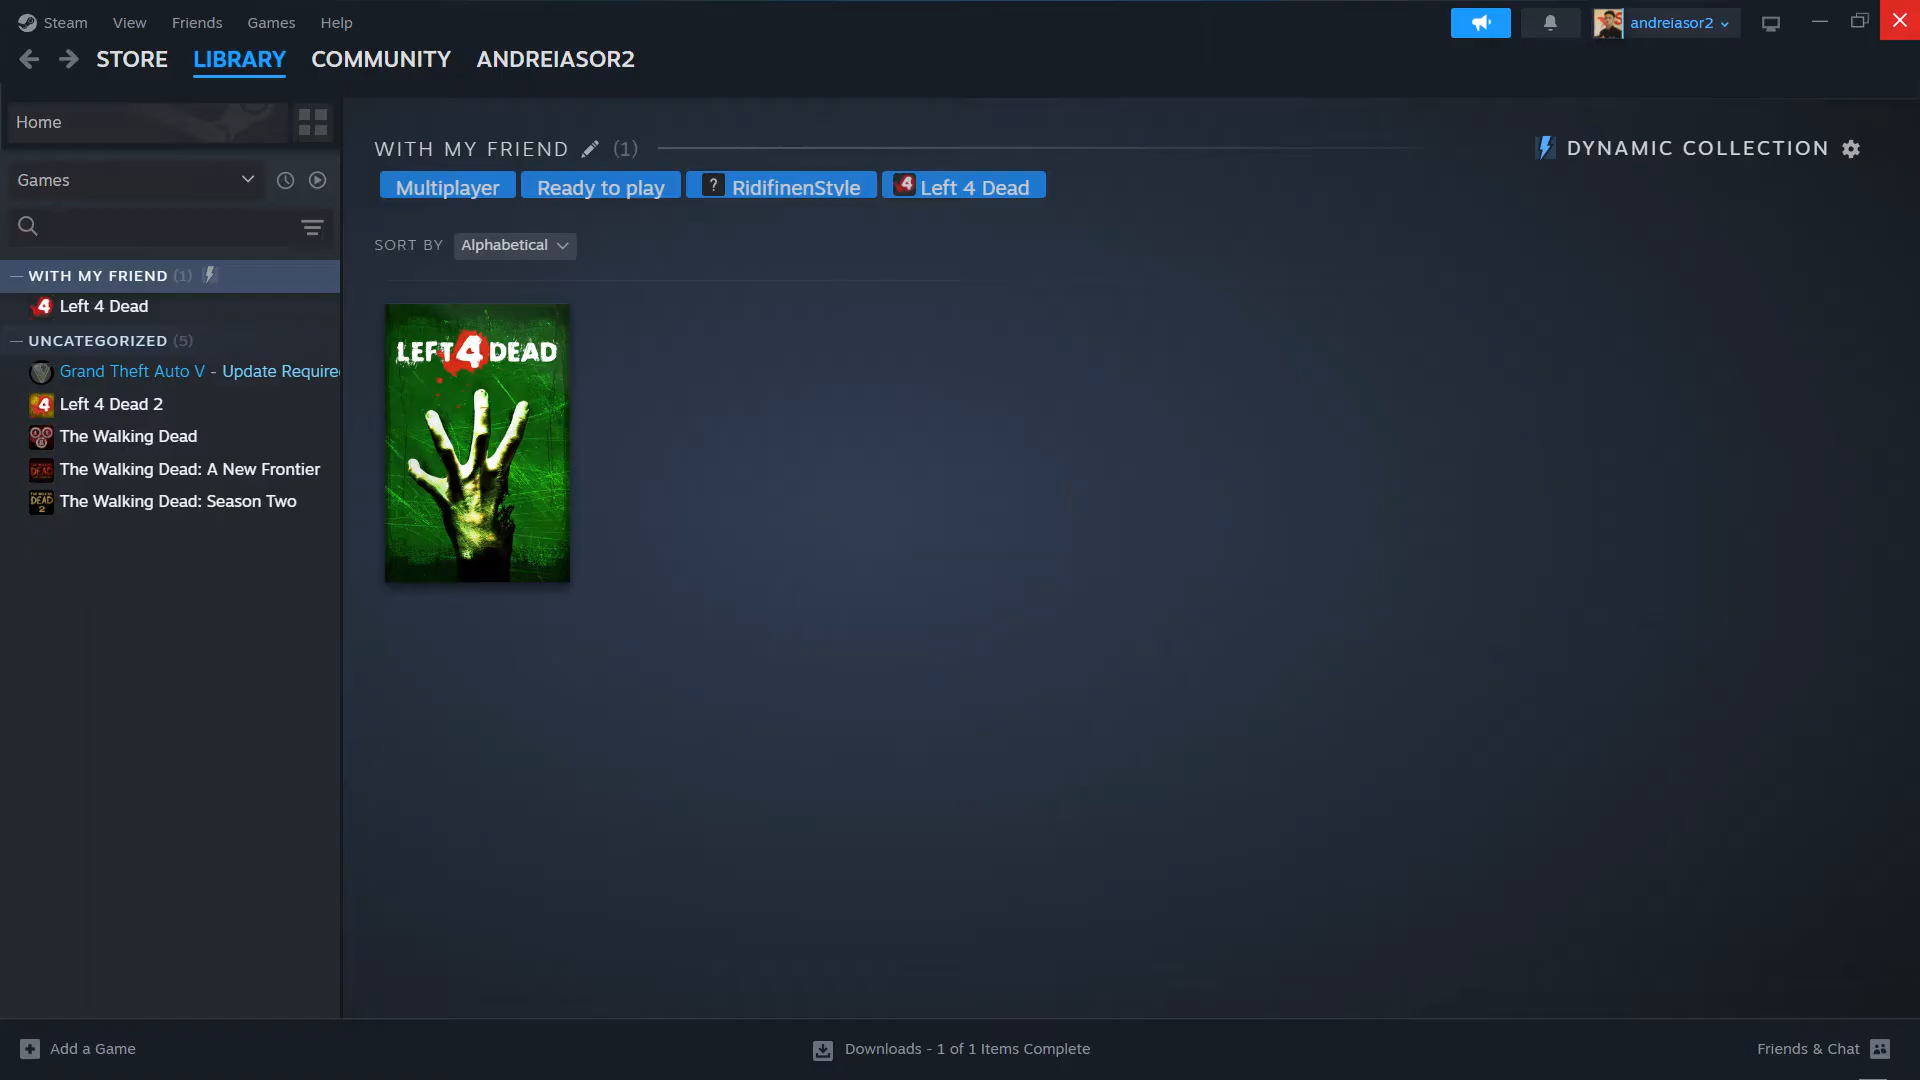 Steam View Friends Games Help andreiasor2
STORE LIBRARY COMMUNITY ANDREIASOR2
Home
WITH MY FRIEND (1) DYNAMIC COLLECTION
Games
Multiplayer Ready to play ? RidifinenStyle 4 Left 4 Dead
SORT BY Alphabetical
WITH MY FRIEND (1)
4 Left 4 Dead
UNCATEGORIZED (5)
Grand Theft Auto V - Update Require
4 Left 4 Dead 2
The Walking Dead
The Walking Dead: A New Frontier
The Walking Dead: Season Two
LEFT 4 DEAD
Add a Game Downloads - 1 of 1 Items Complete Friends & Chat